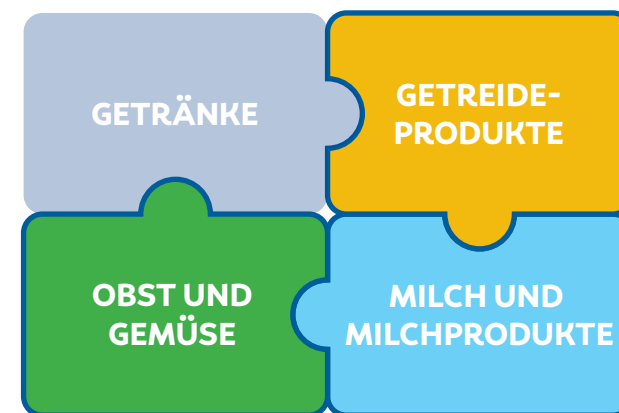 GETRÄNKE
GETREIDE-
PRODUKTE
OBST UND
GEMÜSE
MILCH UND
MILCHPRODUKTE